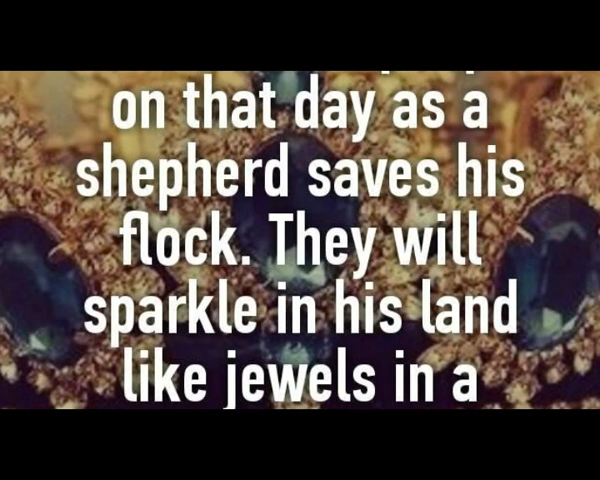 on that day as a
shepherd saves his
flock. They will
sparkle in his land
like jewels in a